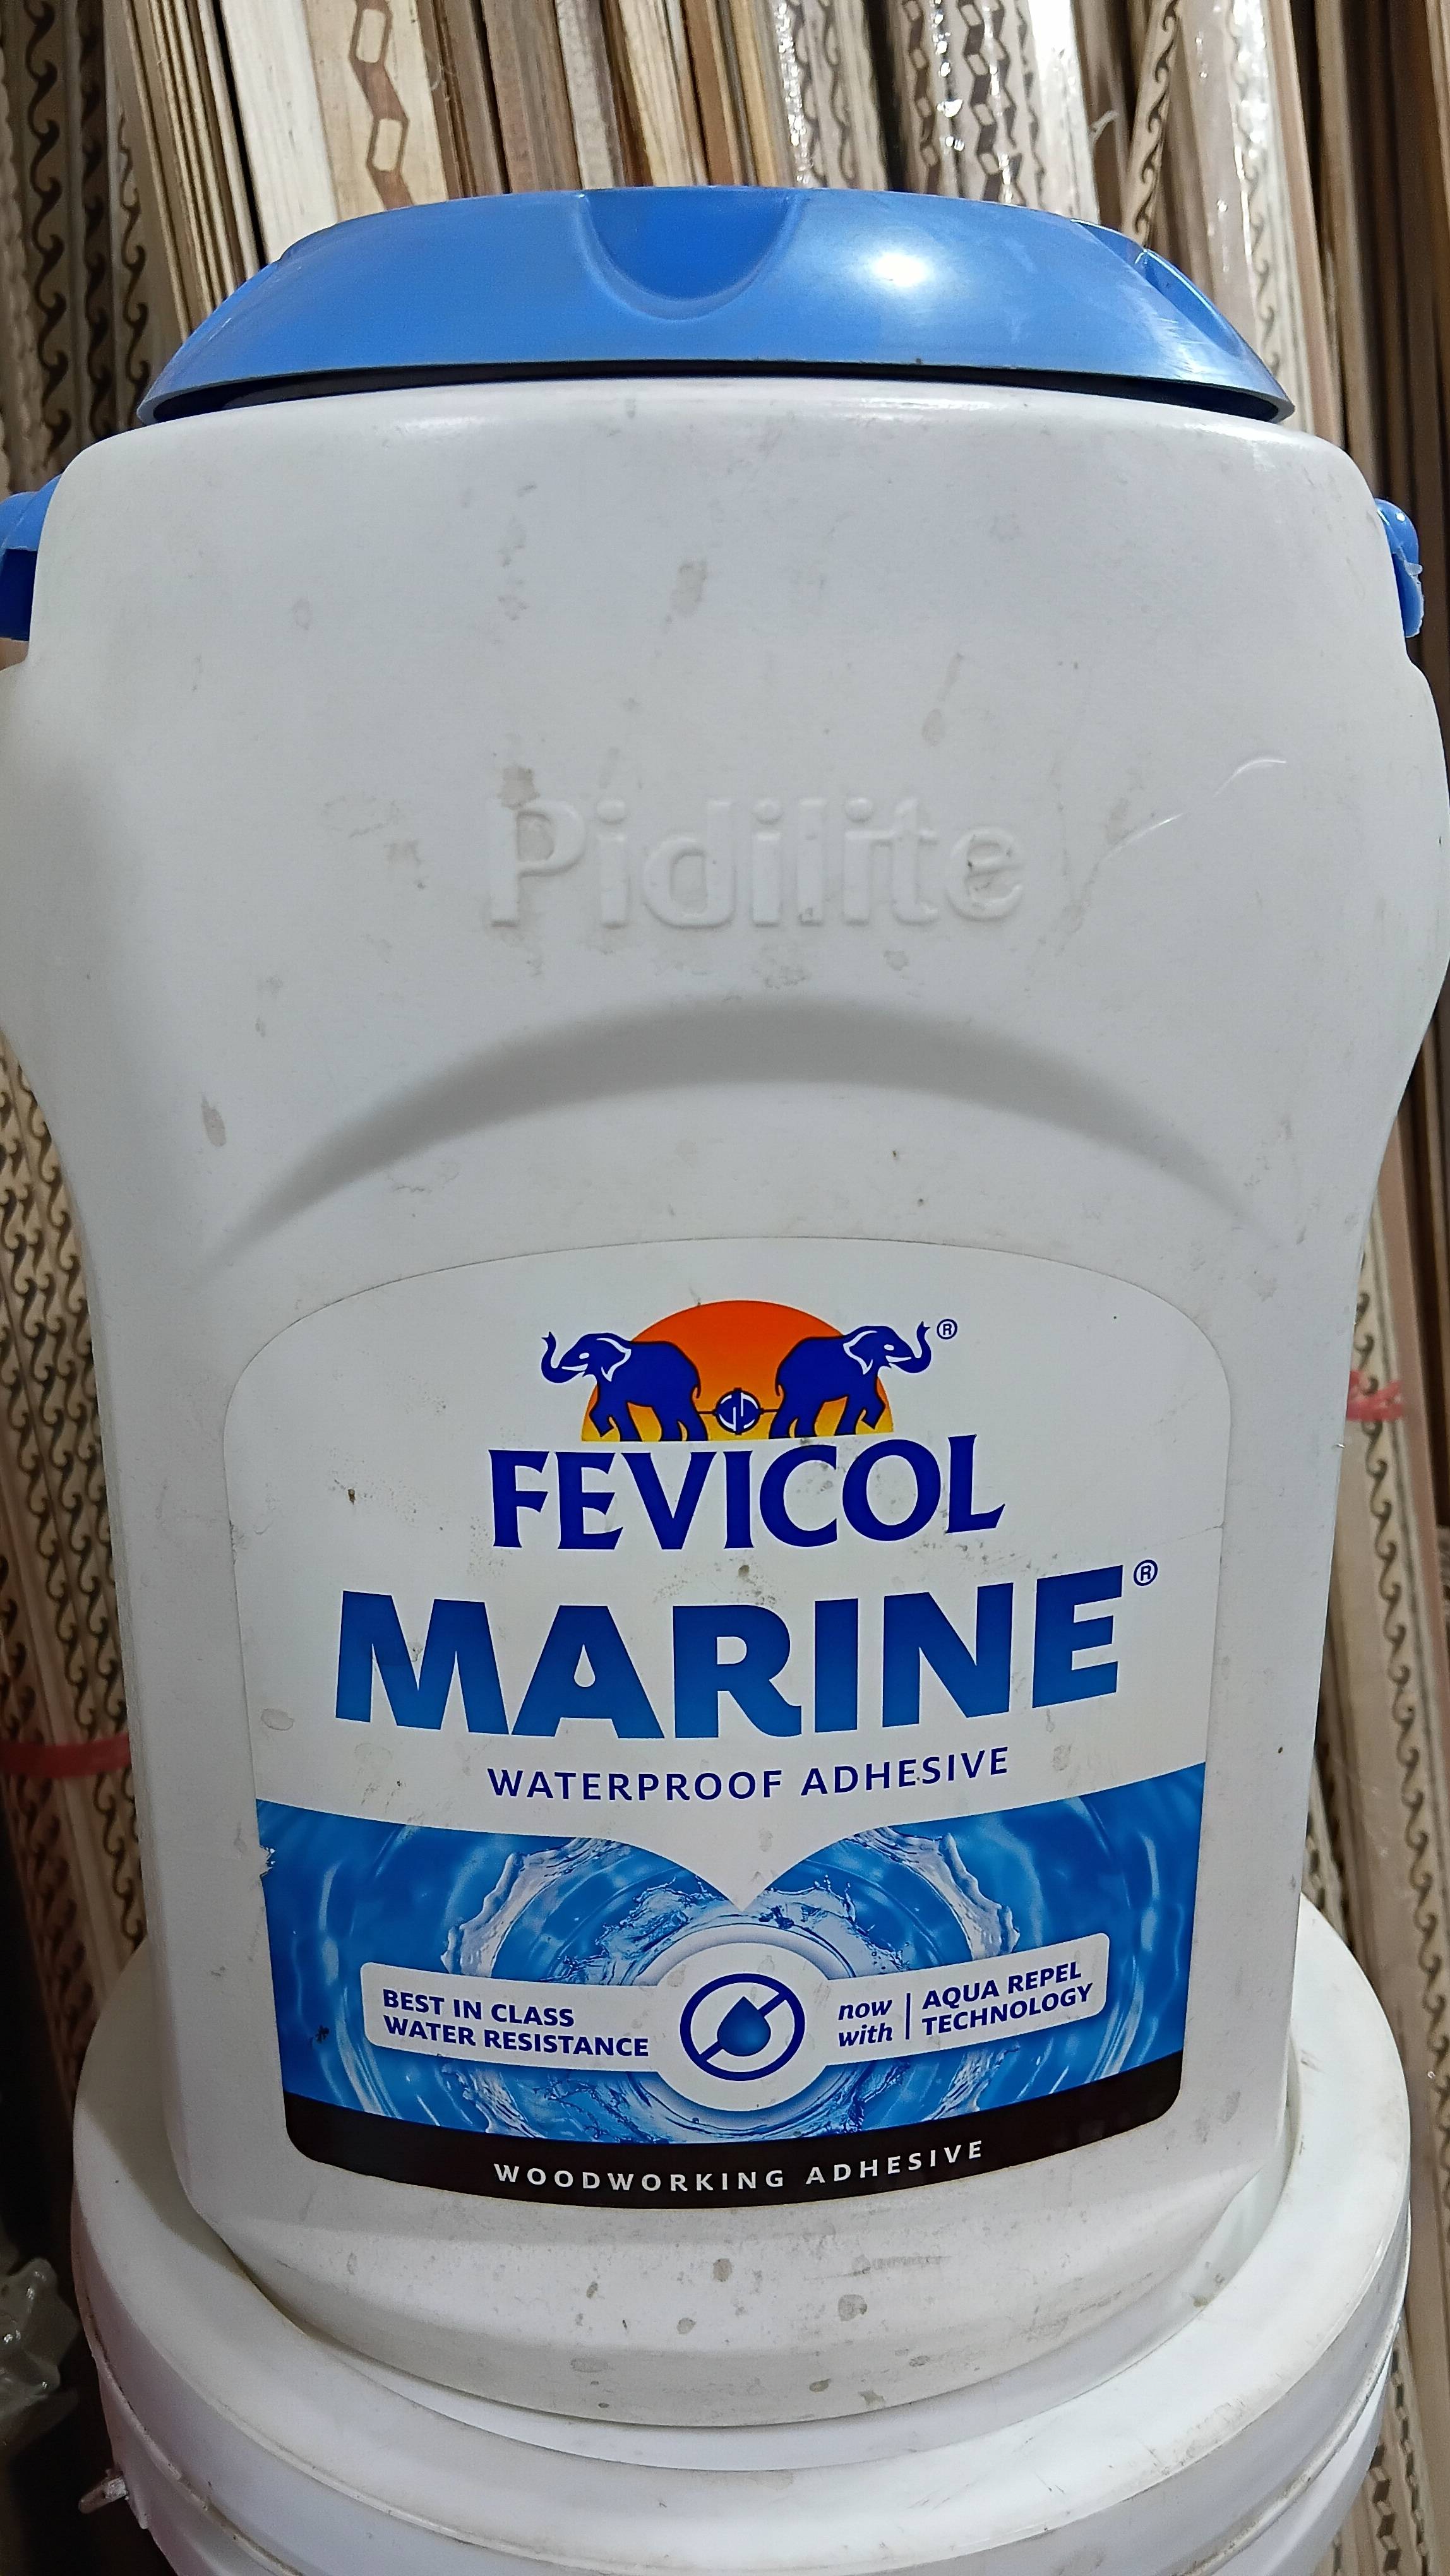 Pidilite
®
FEVICOL
MARINE®
WATERPROOF ADHESIVE
BEST IN CLASS
WATER RESISTANCE
now
with
AQUA REPEL
TECHNOLOGY
WOODWORKING ADHESIVE